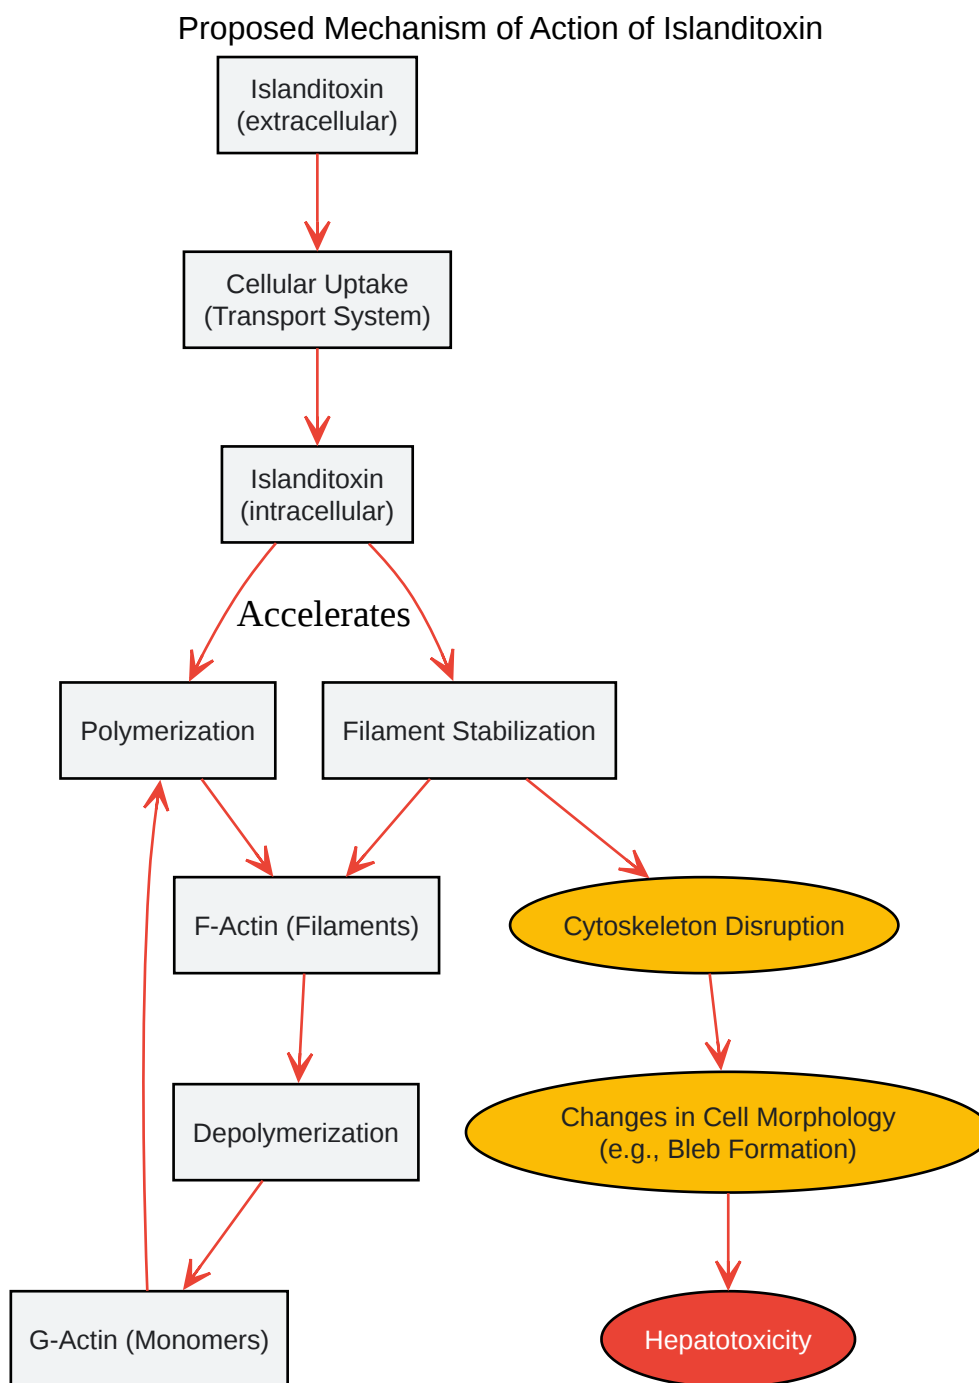 Proposed Mechanism of Action of Islanditoxin
Islanditoxin
(extracellular)
Cellular Uptake
(Transport System)
Islanditoxin
(intracellular)
Accelerates
Polymerization
Filament Stabilization
F-Actin (Filaments)
Cytoskeleton Disruption
Depolymerization
Changes in Cell Morphology
(e.g., Bleb Formation)
G-Actin (Monomers)
Hepatotoxicity